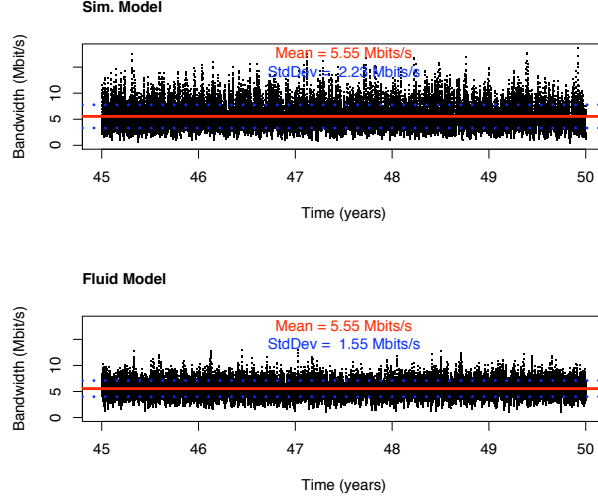 Sim. Model
Mean = 5.55 Mbits/s
StdDev = 2.23 Mbits/s
Bandwidth (Mbit/s)
10
5
0
45 46 47 48 49 50
Time (years)
Fluid Model
Mean = 5.55 Mbits/s
StdDev = 1.55 Mbits/s
Bandwidth (Mbit/s)
10
5
0
45 46 47 48 49 50
Time (years)